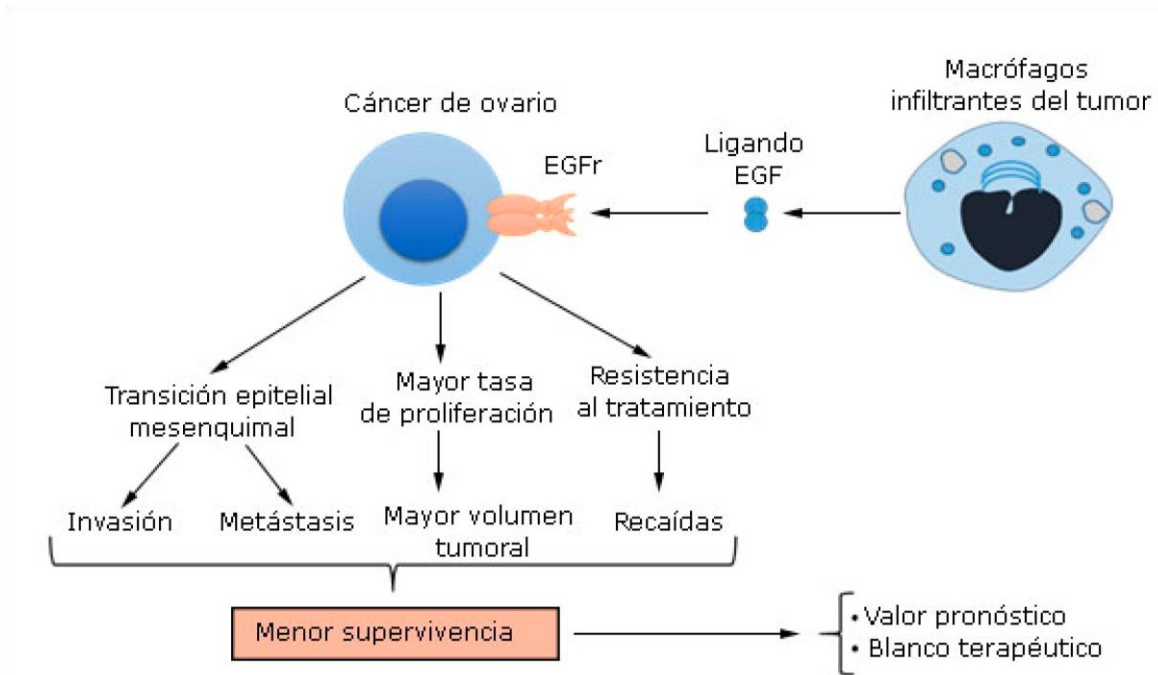 Macrófagos
infiltrantes del tumor
Cáncer de ovario
EGFr
Ligando
EGF
Transición epitelial
mesenquimal
Mayor tasa
de proliferación
Resistencia
al tratamiento
Invasión
Metástasis
Mayor volumen
tumoral
Recaídas
Menor supervivencia
• Valor pronóstico
• Blanco terapéutico